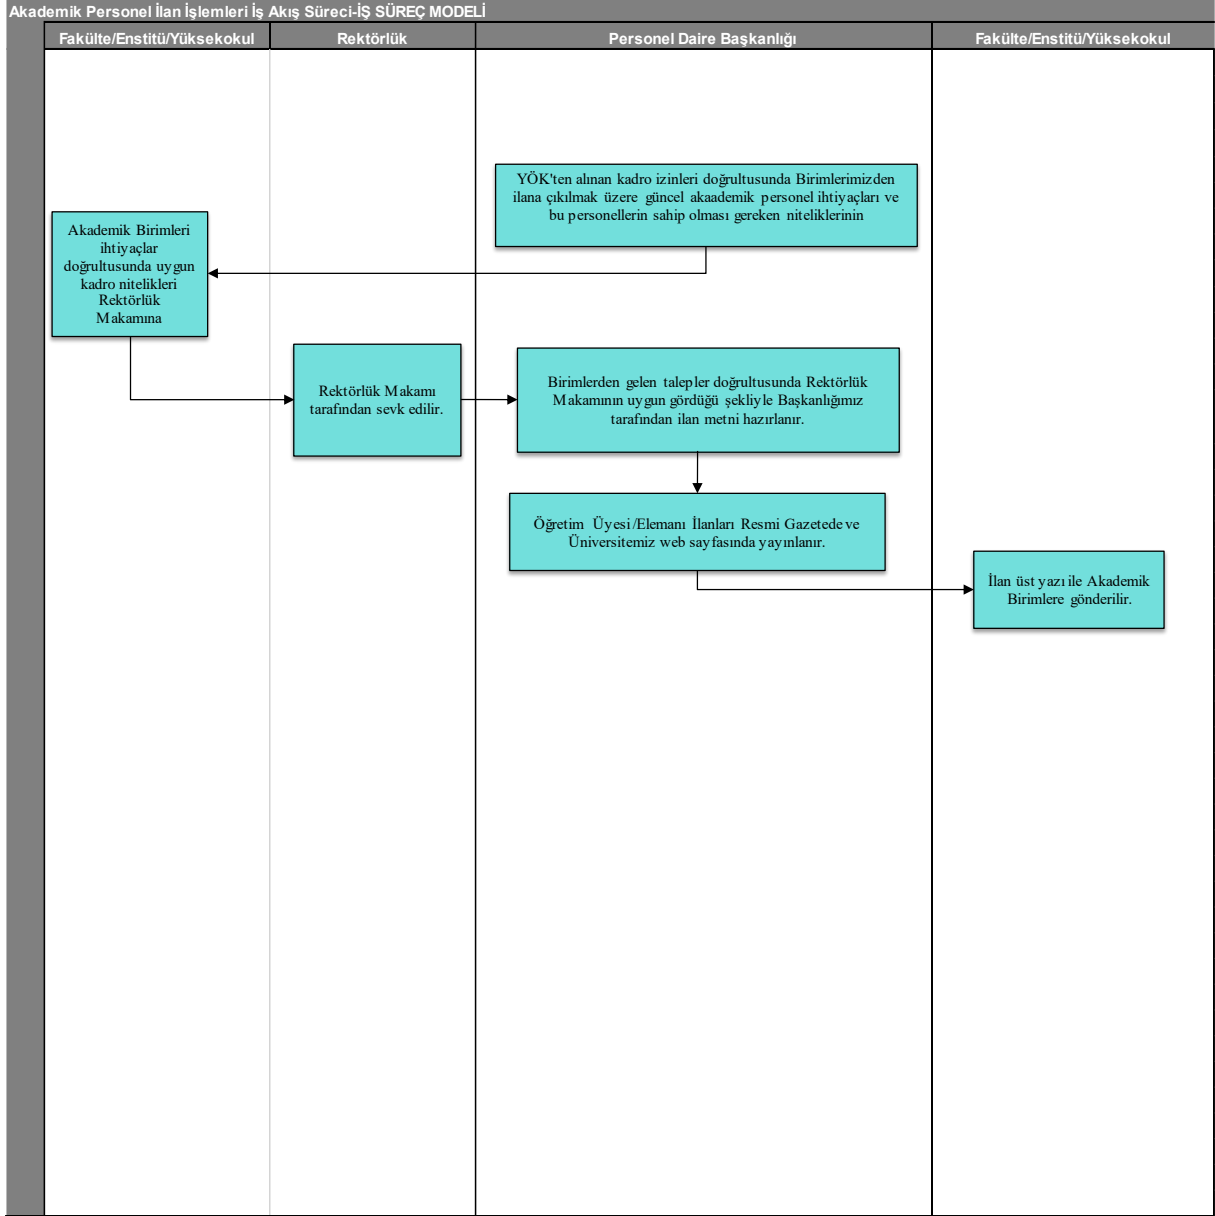 Akademik Personel İlan İşlemleri İş Akış Süreci-İŞ SÜREÇ MODELİ
Fakülte/Enstitü/Yüksekokul
Rektörlük
Personel Daire Başkanlığı
Fakülte/Enstitü/Yüksekokul
YÖK'ten alınan kadro izinleri doğrultusunda Birimlerimizden
ilana çıkılmak üzere güncel akaademik personel ihtiyaçları ve
bu personellerin sahip olması gereken niteliklerinin
Akademik Birimleri
ihtiyaçlar
doğrultusunda uygun
kadro nitelikleri
Rektörlük
Makamına
Rektörlük Makamı
tarafından sevk edilir.
Birimlerden gelen talepler doğrultusunda Rektörlük
Makamının uygun gördüğü şekliyle Başkanlığımız
tarafından ilan metni hazırlanır.
Öğretim Üyesi/Elemanı İlanları Resmi Gazetede ve
Üniversitemiz web sayfasında yayınlanır.
İlan üst yazı ile Akademik
Birimlere gönderilir.